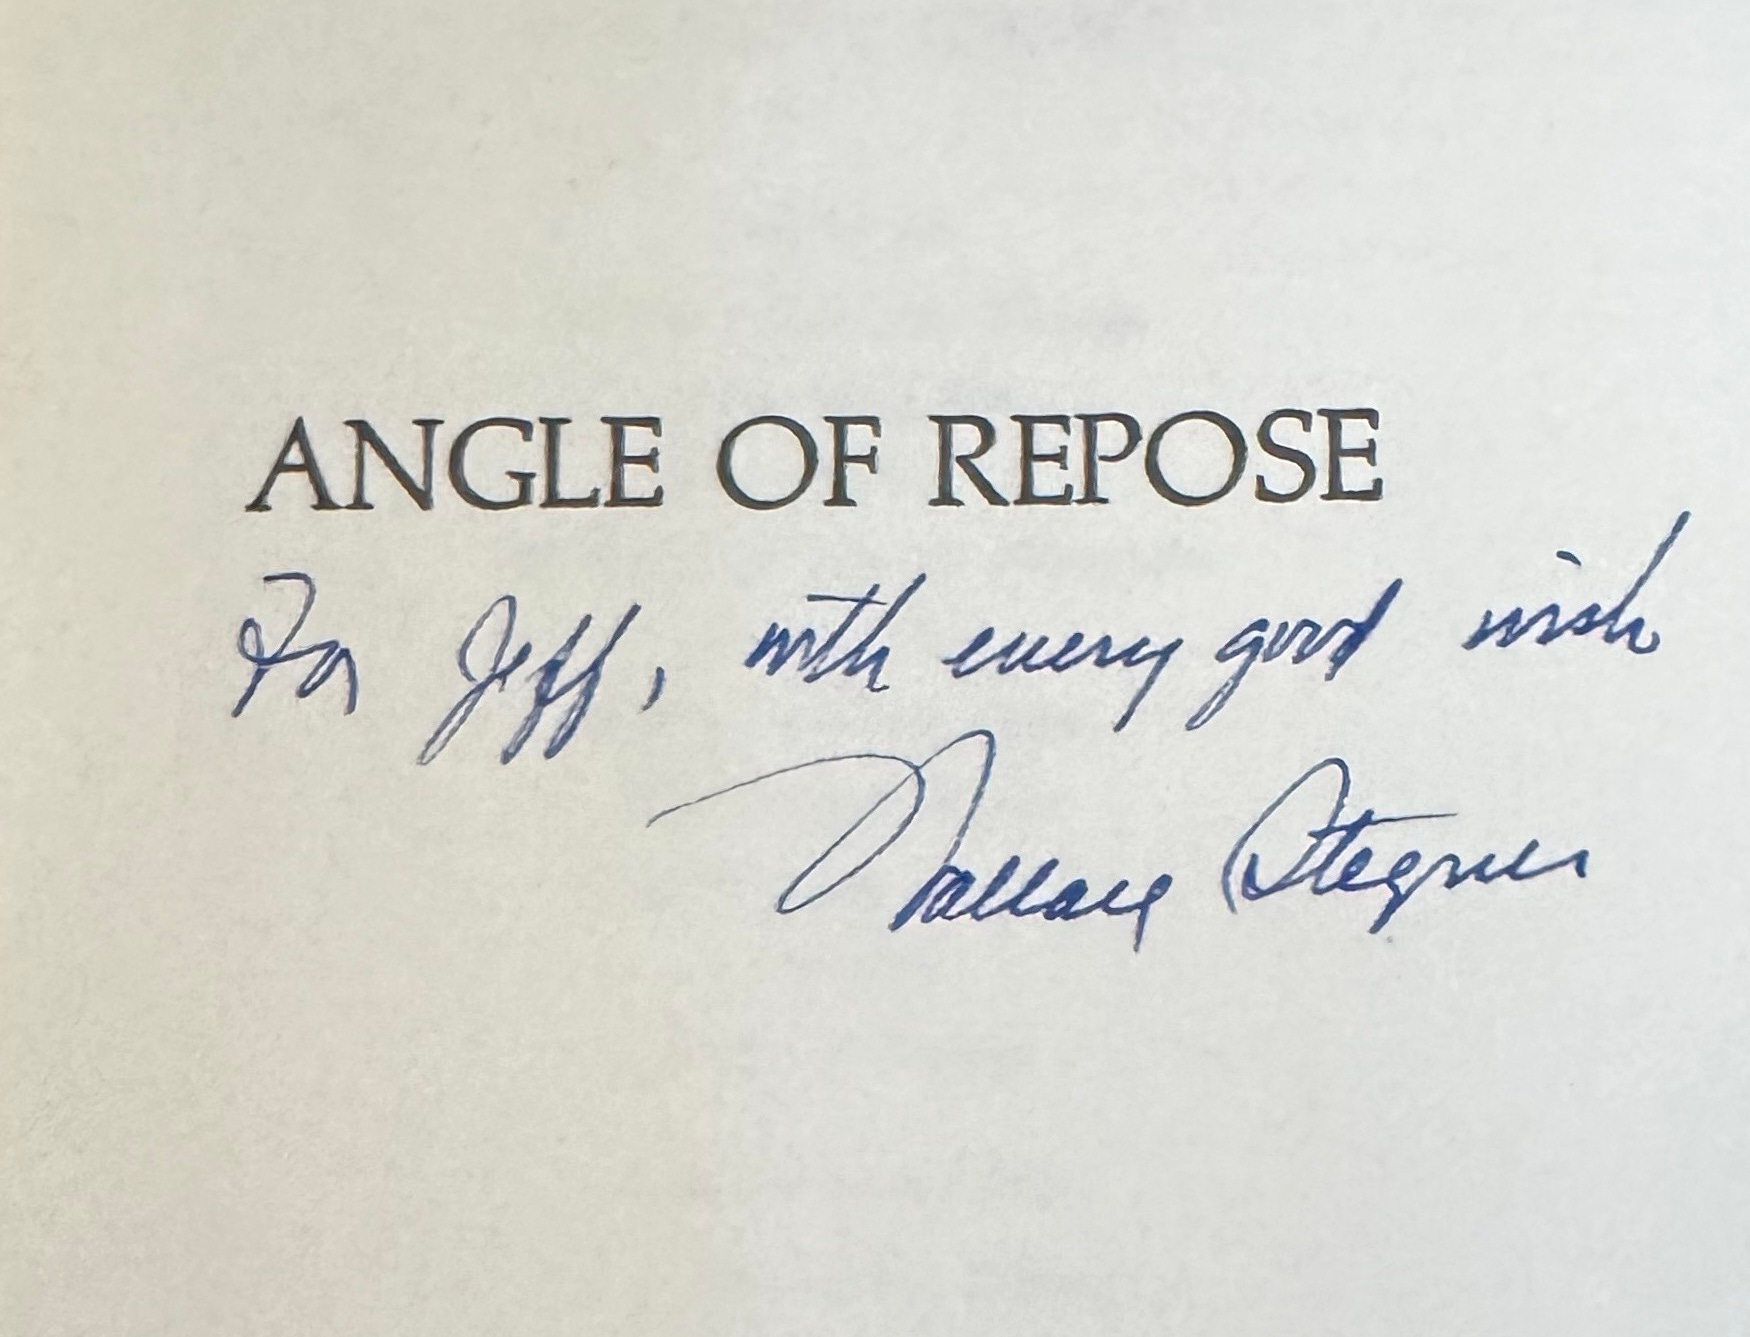 ANGLE OF REPOSE
For Jeff, with every good wish
Wallace Stegner